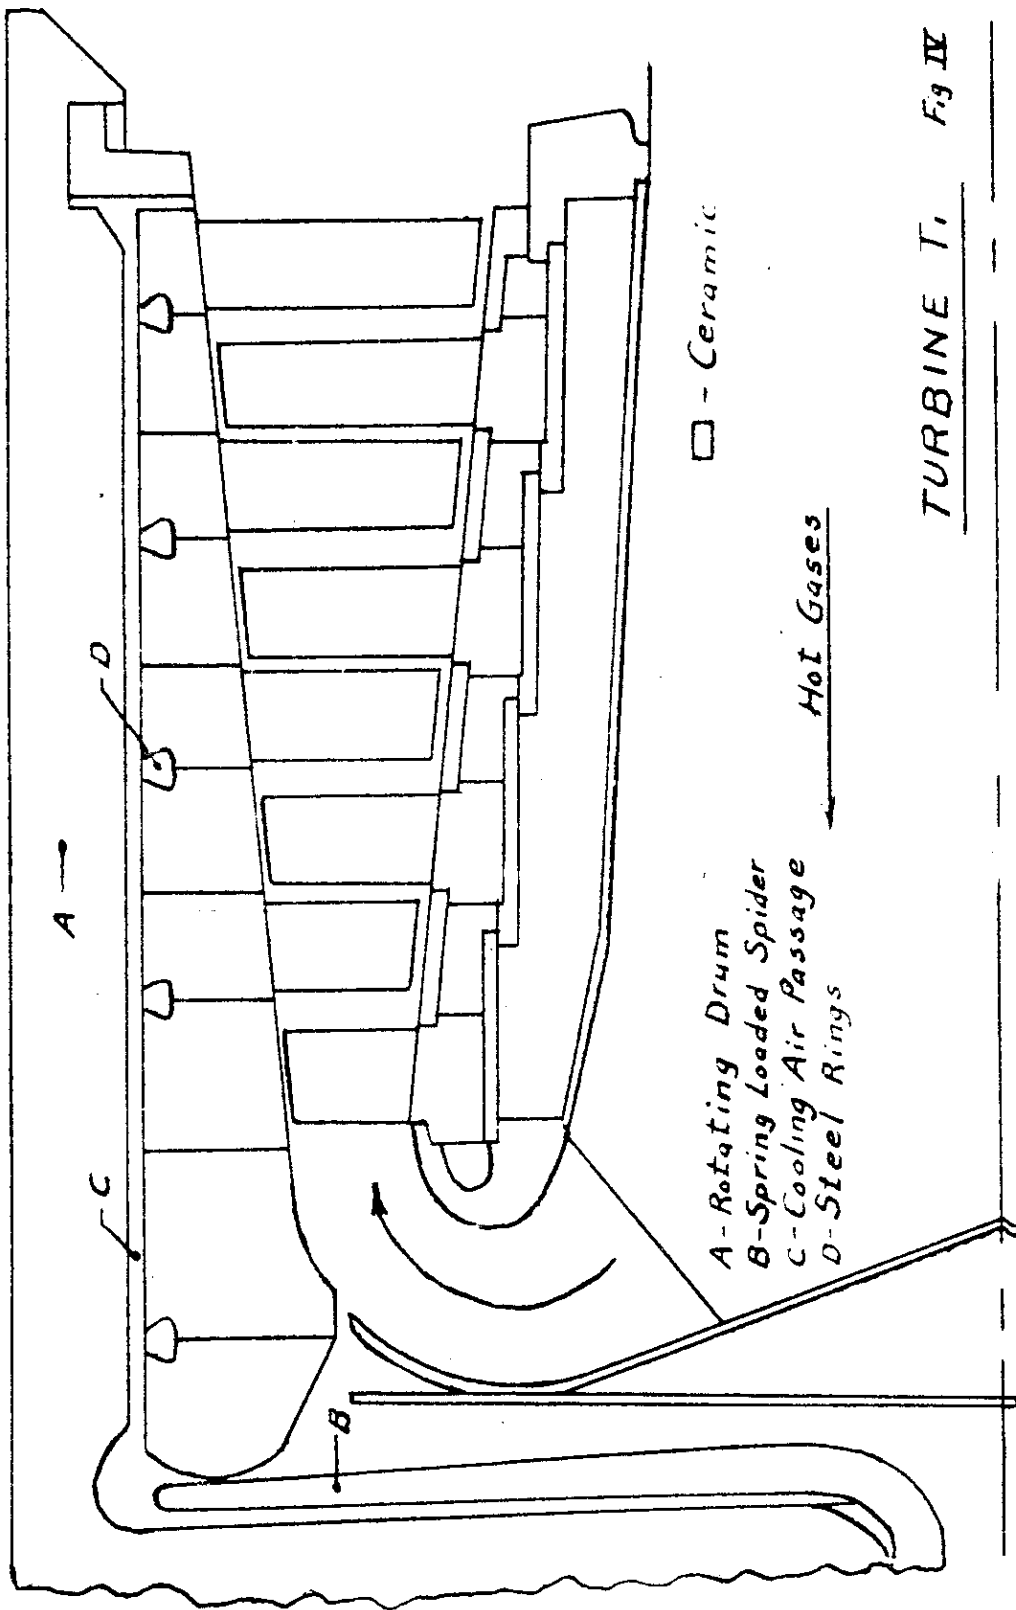 A
D
C
B
□ - Ceramic
Hot Gases
A - Rotating Drum
B - Spring Loaded Spider
C - Cooling Air Passage
D - Steel Rings
TURBINE T₁ Fig IV